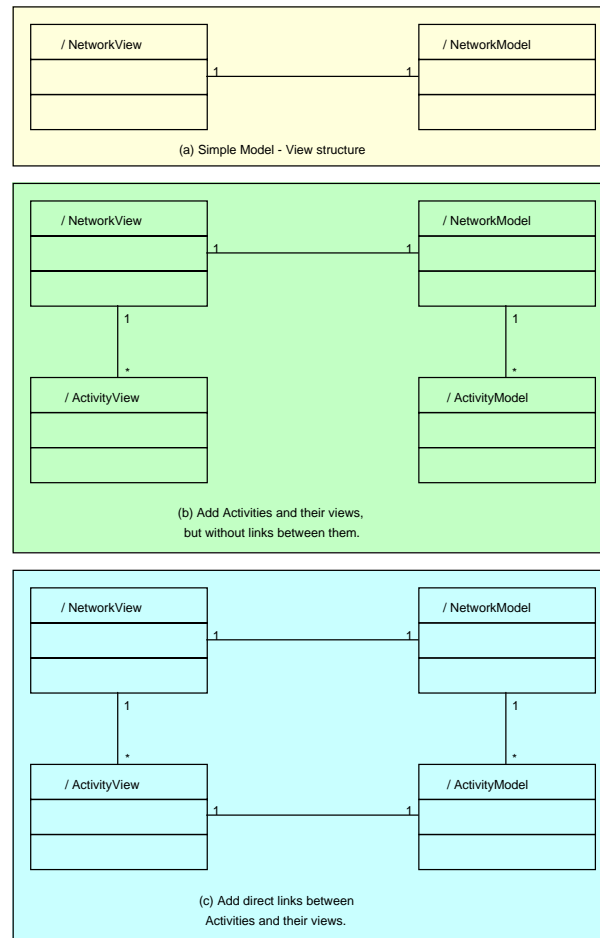 / NetworkView
/ NetworkModel
1
1
(a) Simple Model - View structure
/ NetworkView
/ NetworkModel
1
1
1
1
*
*
/ ActivityView
/ ActivityModel
(b) Add Activities and their views,
but without links between them.
/ NetworkView
/ NetworkModel
1
1
1
1
*
*
/ ActivityView
/ ActivityModel
1
1
(c) Add direct links between
Activities and their views.